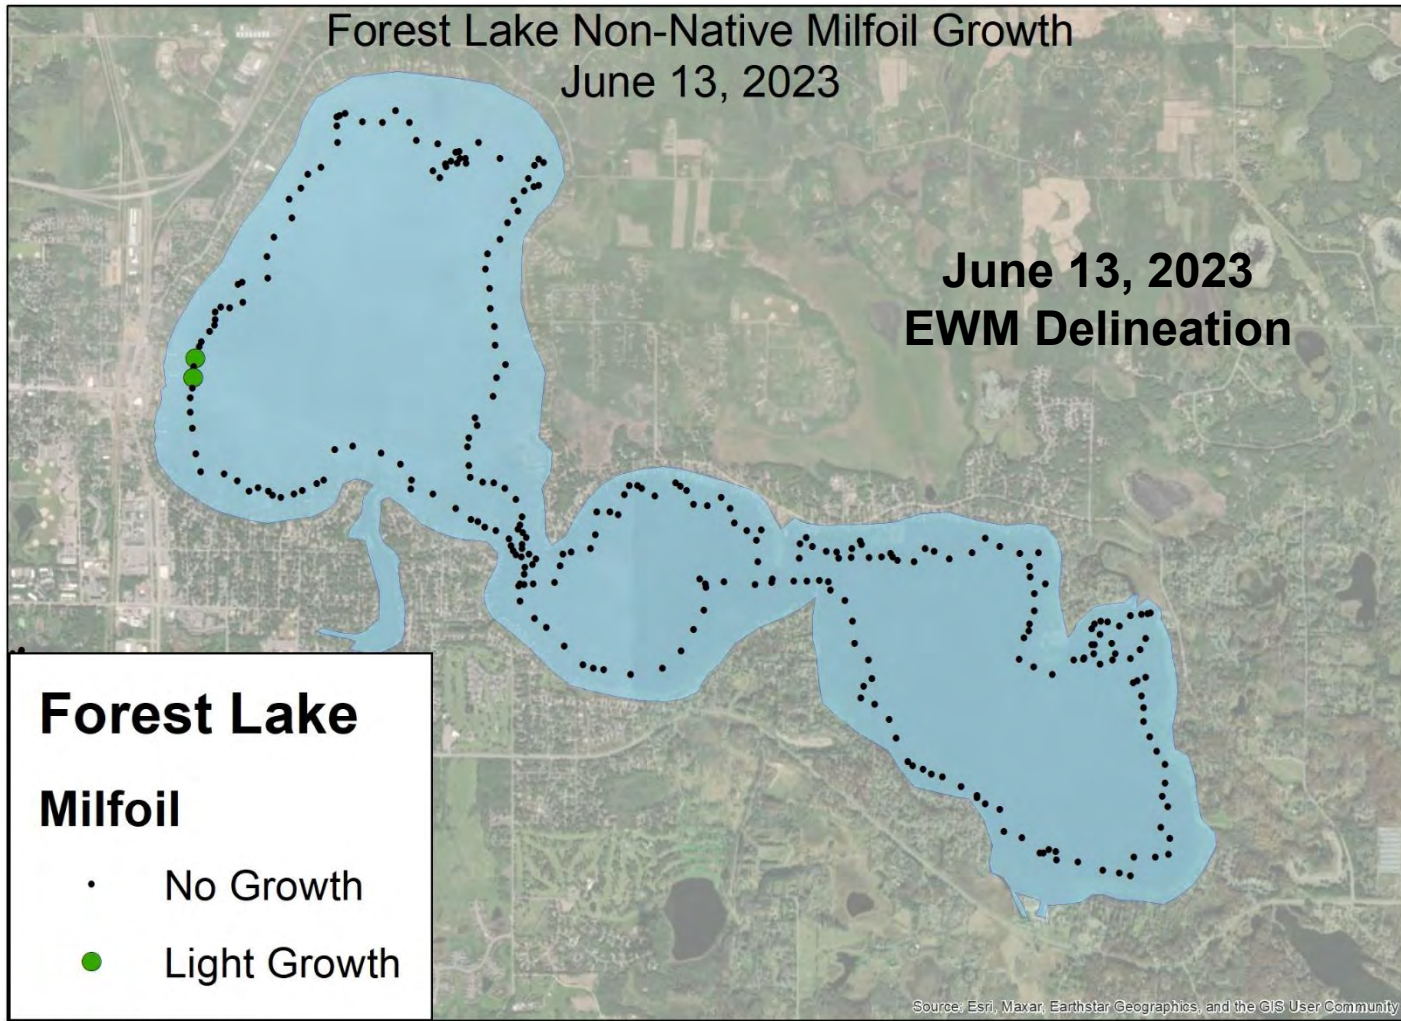 Forest Lake Non-Native Milfoil Growth
June 13, 2023
June 13, 2023
EWM Delineation
Forest Lake
Milfoil
No Growth
Light Growth
Source: Esri, Maxar, Earthstar Geographics, and the GIS User Community